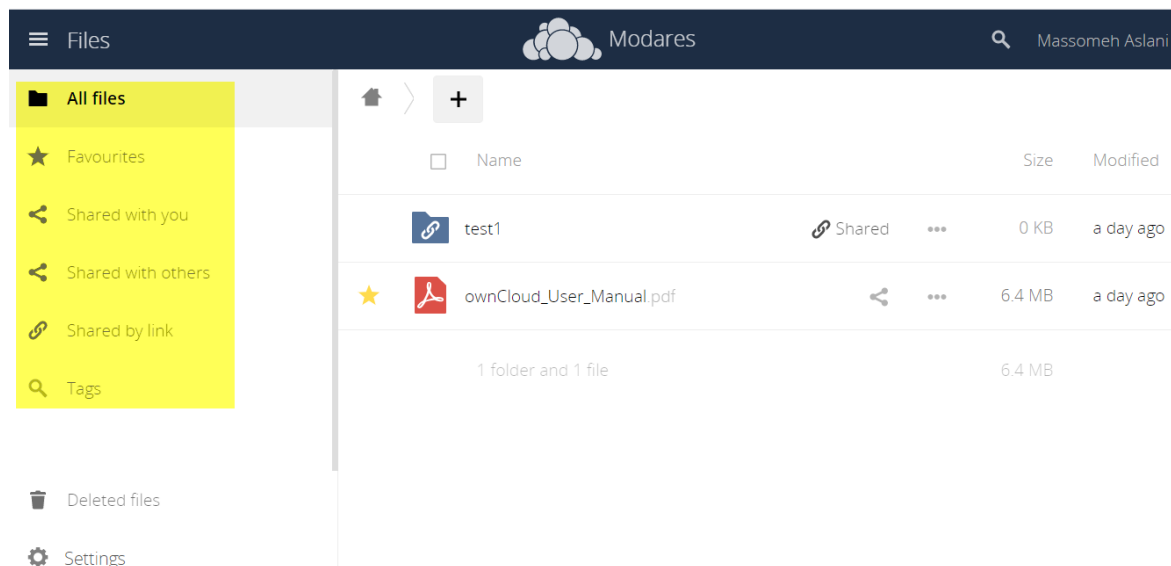 Files
Modares
Massomeh Aslani
All files
Favourites
Shared with you
Shared with others
Shared by link
Tags
Deleted files
Settings
+
Name Size Modified
test1 Shared ••• 0 KB a day ago
ownCloud_User_Manual.pdf ••• 6.4 MB a day ago
1 folder and 1 file 6.4 MB